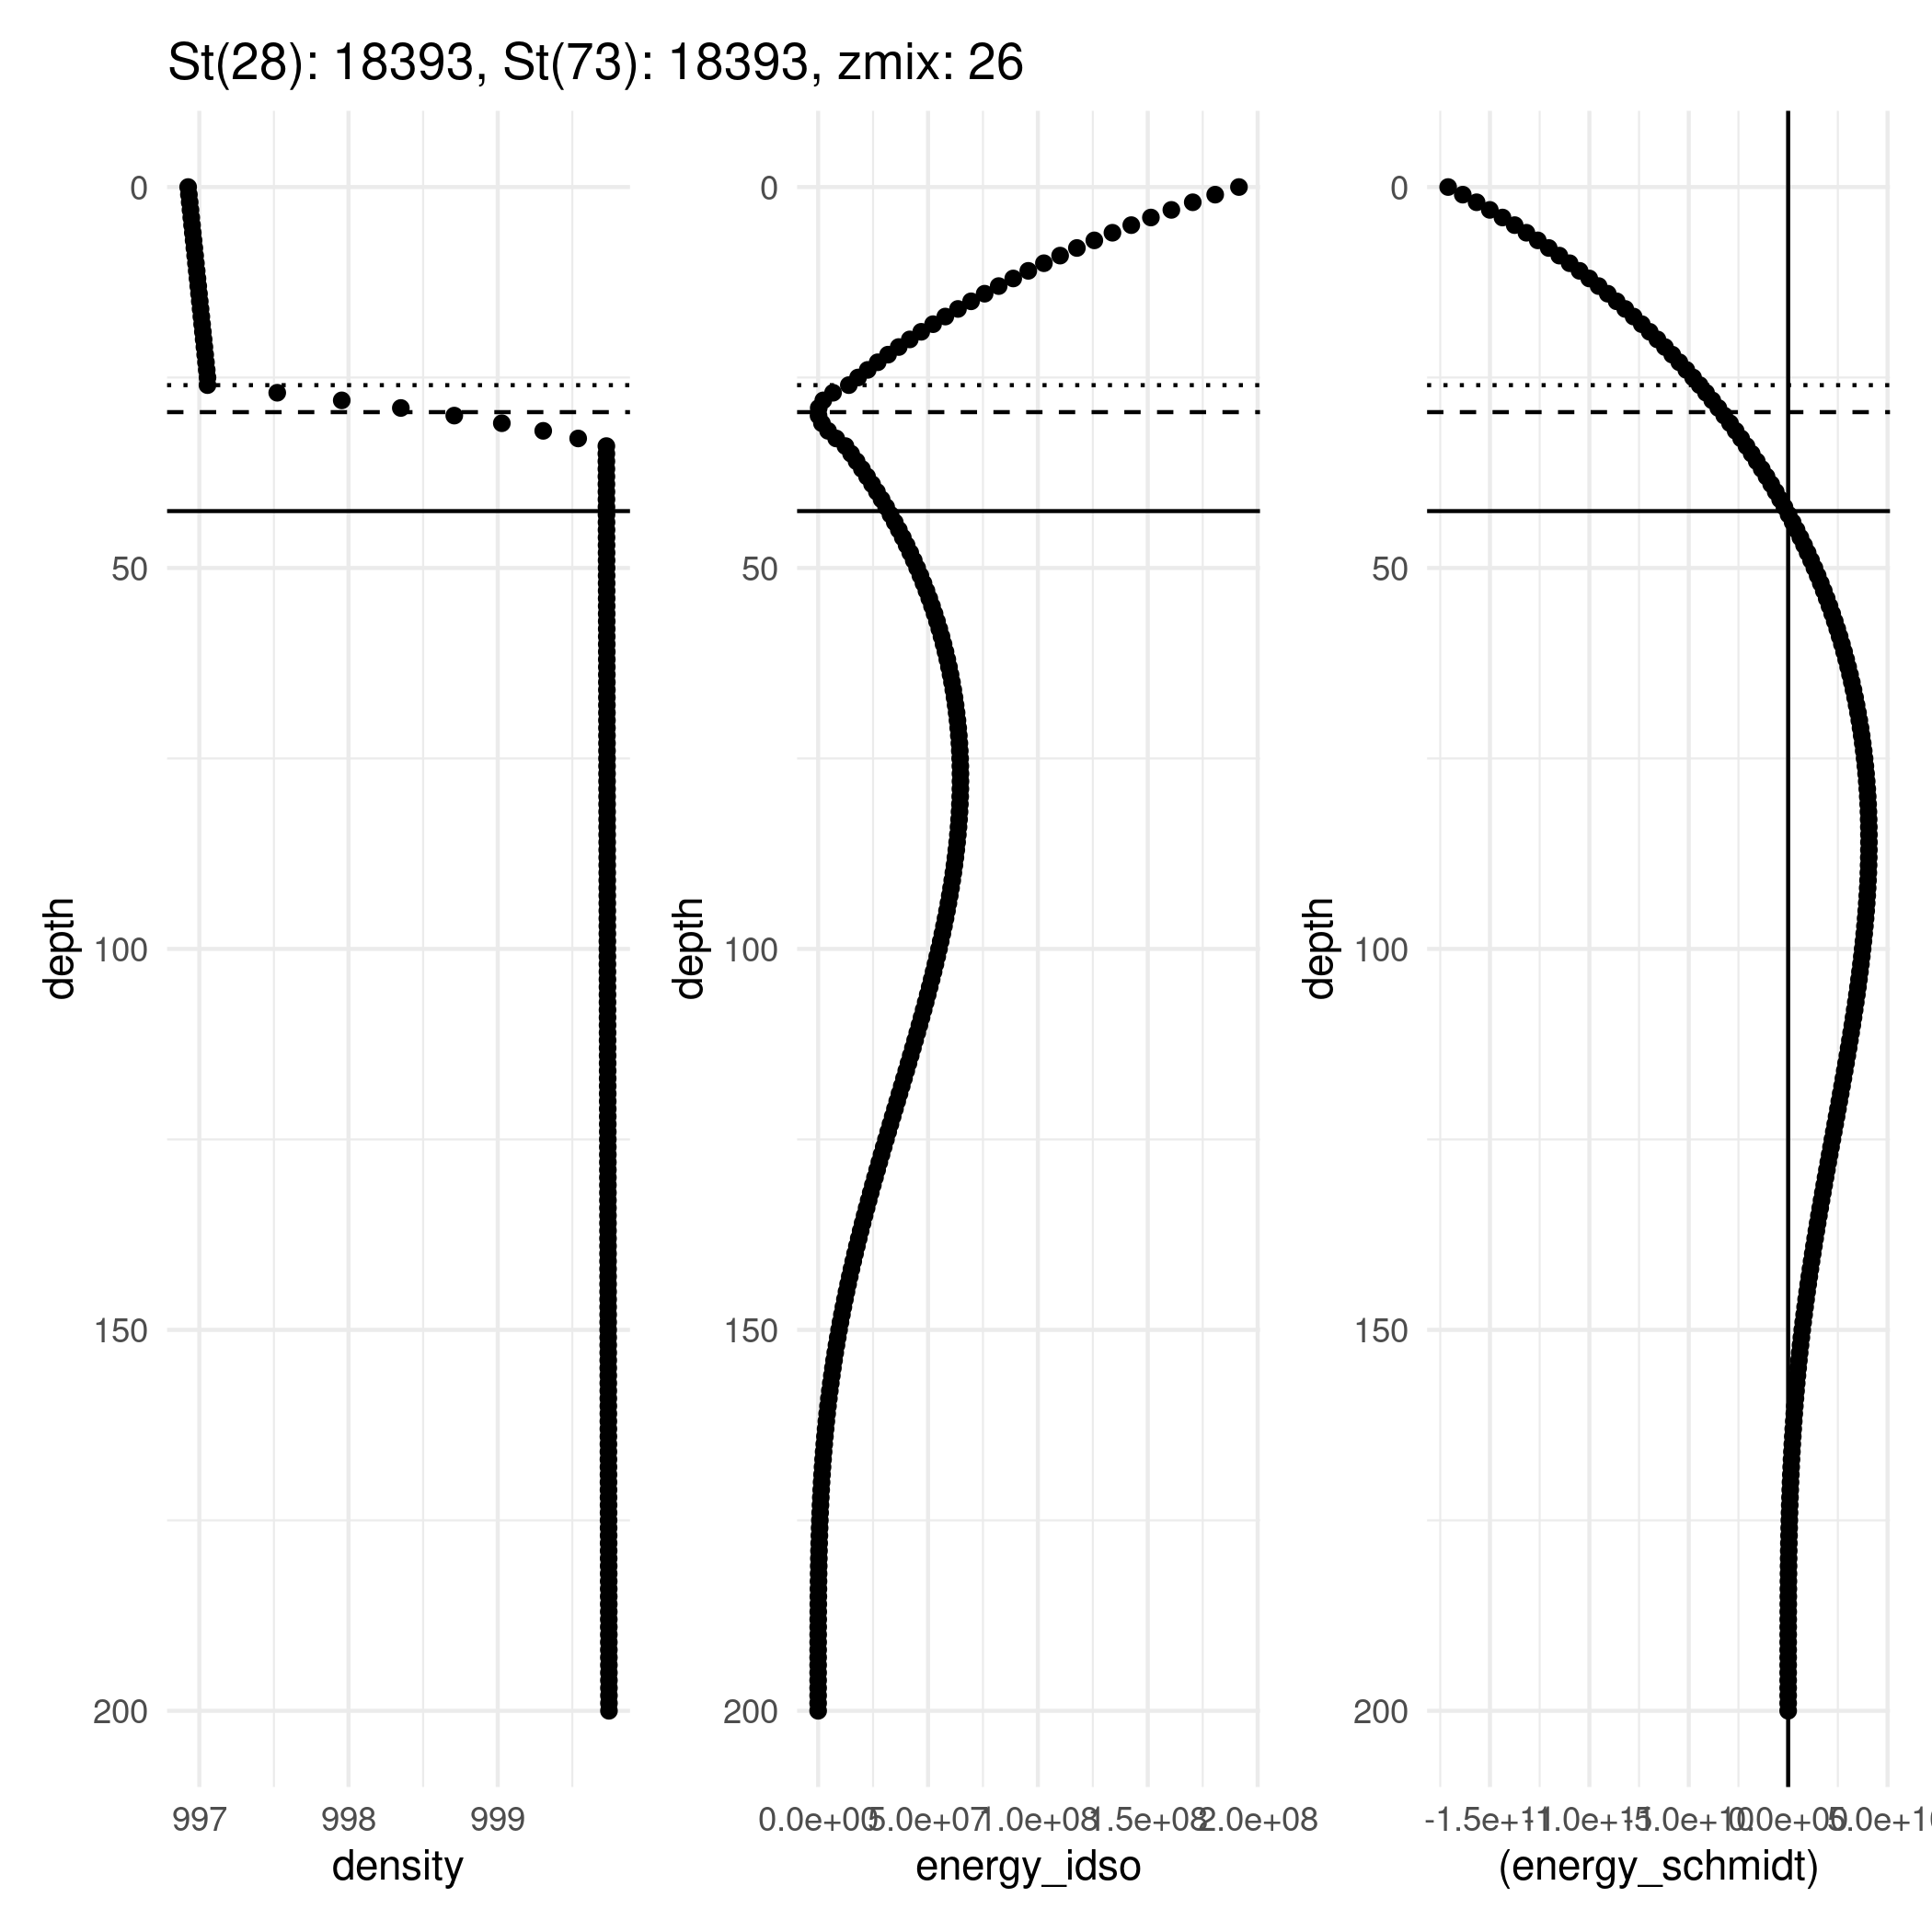 St(28): 18393, St(73): 18393, zmix: 26
0
50
100
150
200
depth
997
998
999
density
0
50
100
150
200
depth
0.0e+00
5.0e+07
1.0e+08
1.5e+08
2.0e+08
energy_idso
0
50
100
150
200
depth
-1.5e+11
-1.0e+11
-5.0e+10
0.0e+00
5.0e+10
(energy_schmidt)